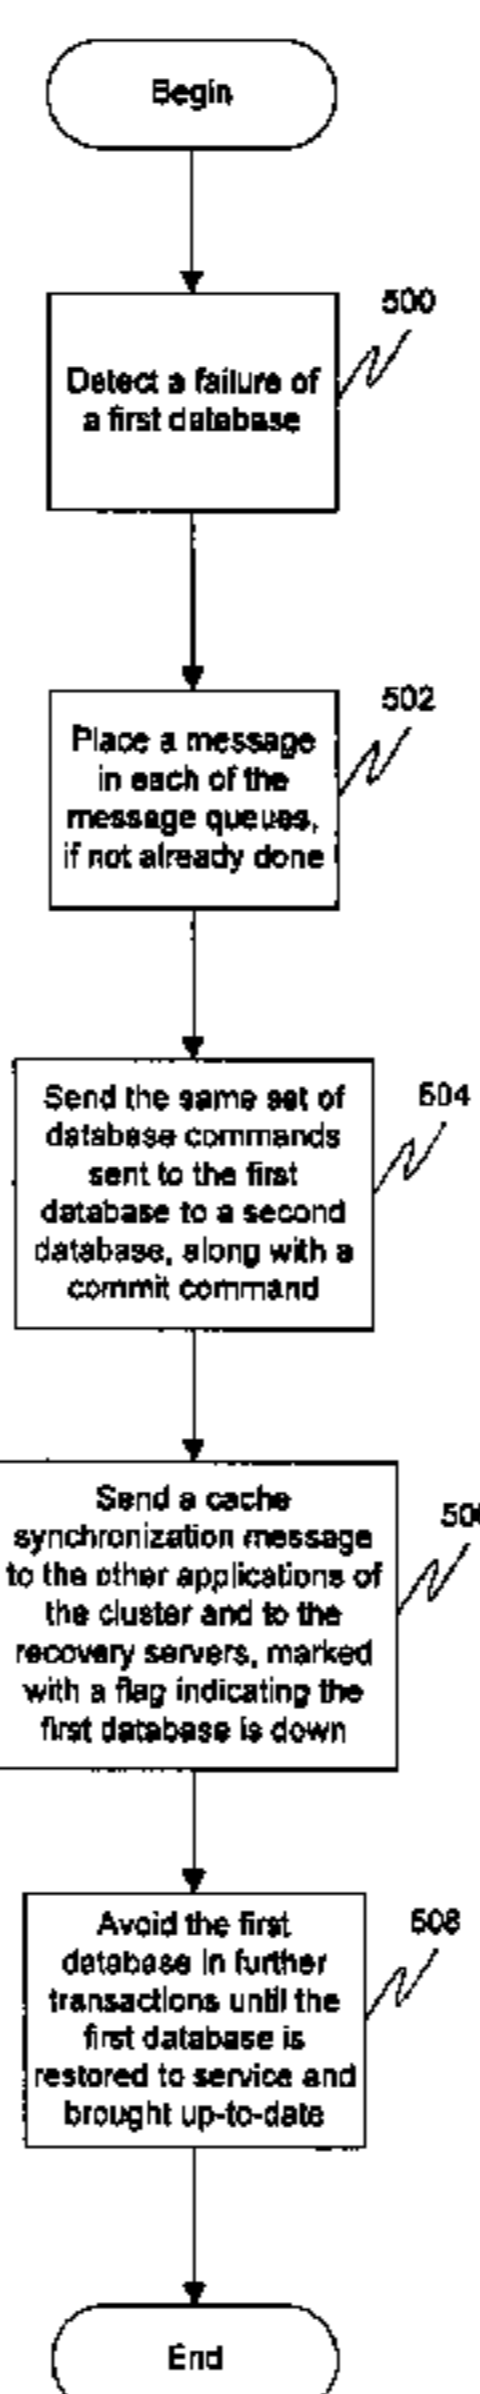 Begin
500
Detect a failure of
a first database
502
Place a message
in each of the
message queues,
if not already done
504
Send the same set of
database commands
sent to the first
database to a second
database, along with a
commit command
Send a cache
synchronization message
to the other applications of
the cluster and to the
recovery servers, marked
with a flag indicating the
first database is down
508
Avoid the first
database in further
transactions until the
first database is
restored to service and
brought up-to-date
End